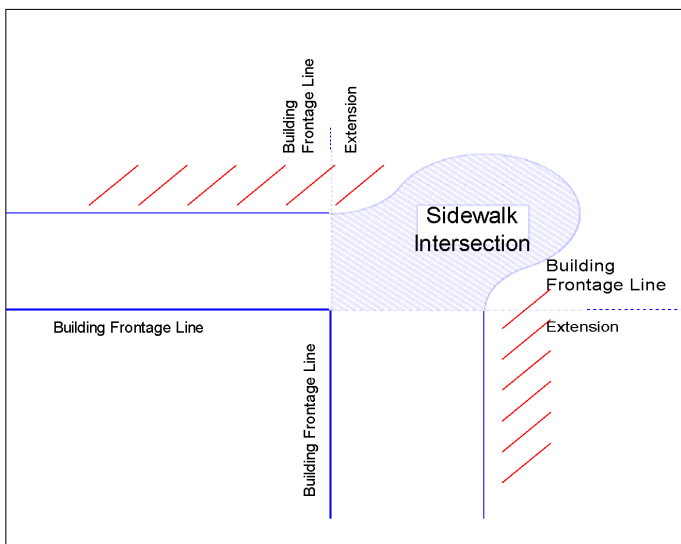 Building
Frontage Line
Extension
Sidewalk
Intersection
Building
Frontage Line
Extension
Building Frontage Line
Building Frontage Line